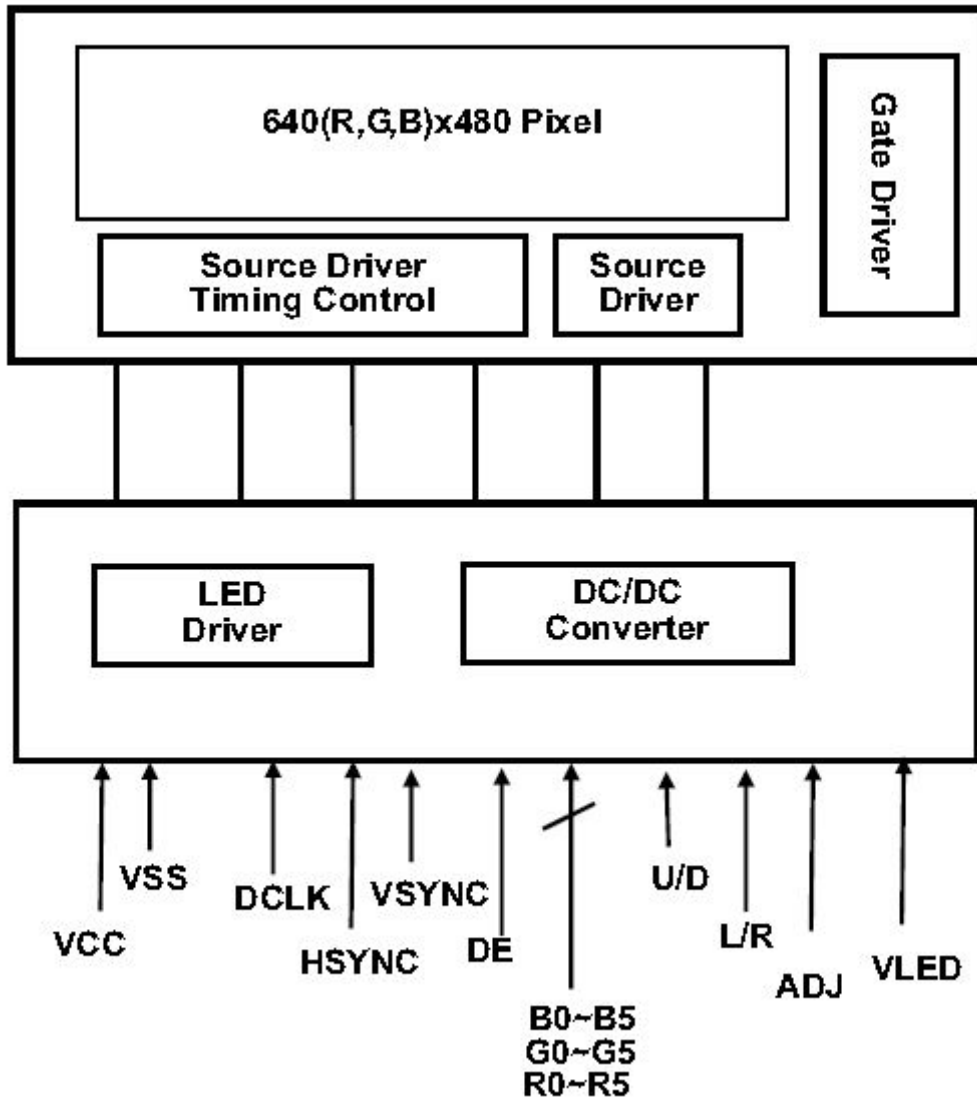 640(R,G,B)x480 Pixel
Gate Driver
Source Driver
Timing Control
Source
Driver
LED
Driver
DC/DC
Converter
VCC
VSS
DCLK
HSYNC
VSYNC
DE
B0~B5
G0~G5
R0~R5
U/D
L/R
ADJ
VLED